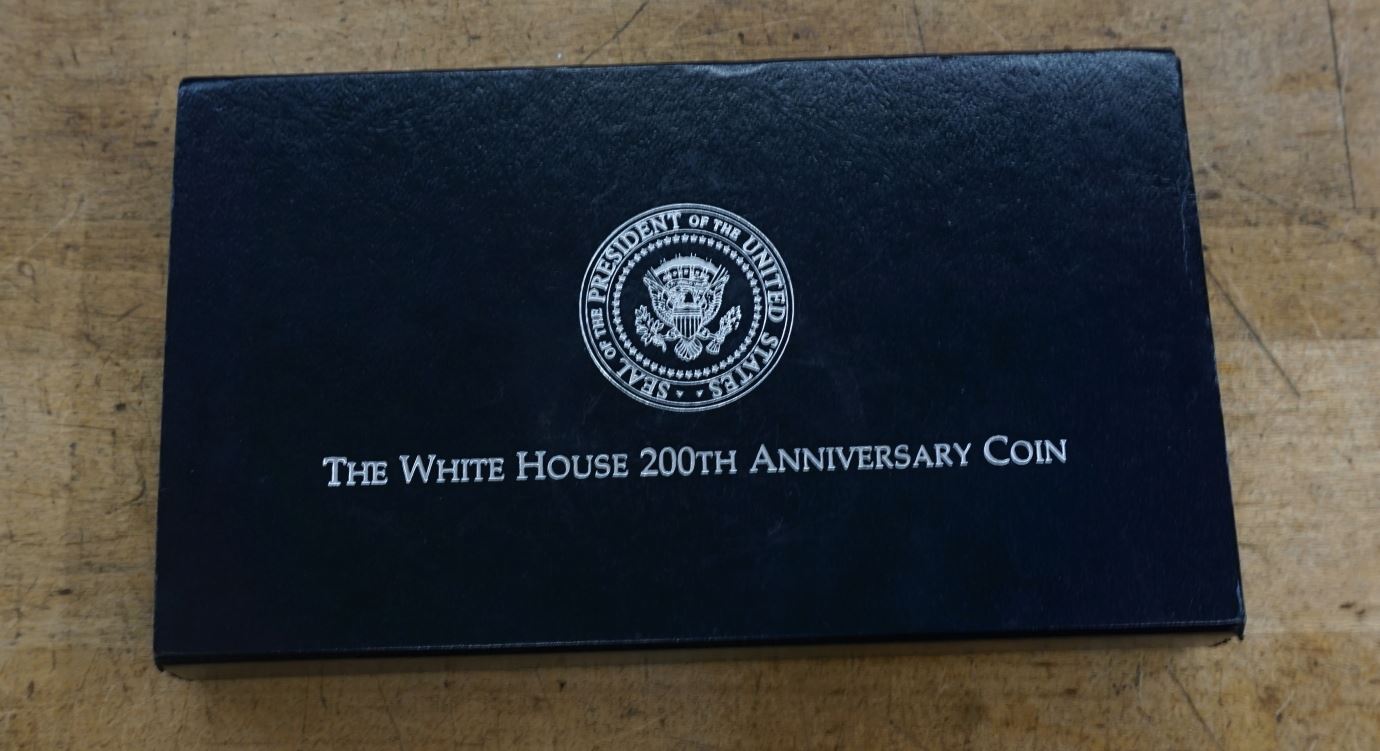 SEAL OF THE PRESIDENT OF THE UNITED STATES
THE WHITE HOUSE 200TH ANNIVERSARY COIN